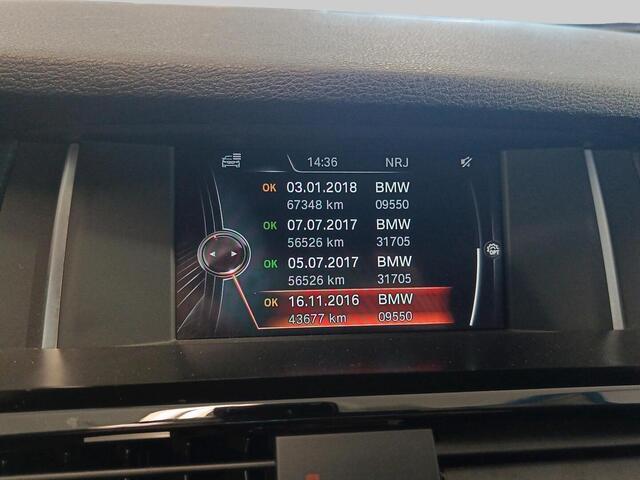 14:36 NRJ
OK 03.01.2018 BMW
67348 km 09550
OK 07.07.2017 BMW
56526 km 31705
OK 05.07.2017 BMW
56526 km 31705
OPT
OK 16.11.2016 BMW
43677 km 09550